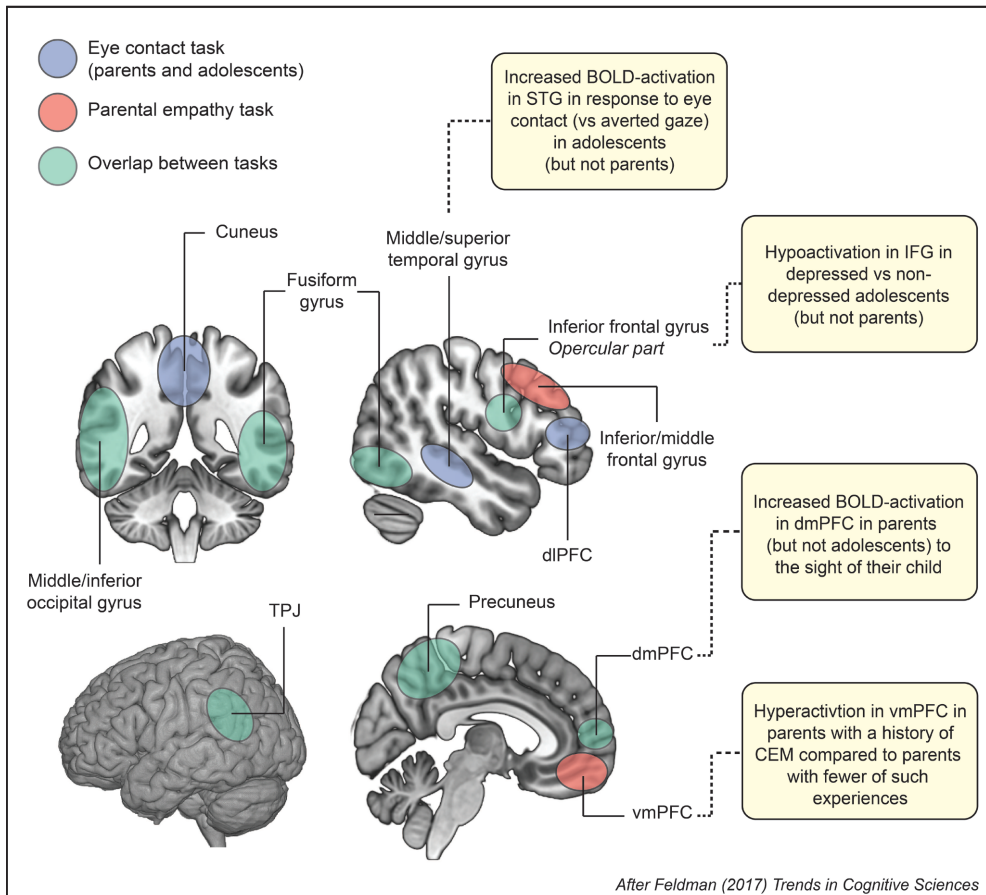 Eye contact task
(parents and adolescents)
Parental empathy task
Overlap between tasks
Increased BOLD-activation
in STG in response to eye
contact (vs averted gaze)
in adolescents
(but not parents)
Cuneus
Middle/superior
temporal gyrus
Fusiform
gyrus
Hypoactivation in IFG in
depressed vs non-
depressed adolescents
(but not parents)
Inferior frontal gyrus
Opercular part
Inferior/middle
frontal gyrus
dlPFC
Middle/inferior
occipital gyrus
Increased BOLD-activation
in dmPFC in parents
(but not adolescents) to
the sight of their child
TPJ
Precuneus
dmPFC
Hyperactivtion in vmPFC in
parents with a history of
CEM compared to parents
with fewer of such
experiences
vmPFC
After Feldman (2017) Trends in Cognitive Sciences